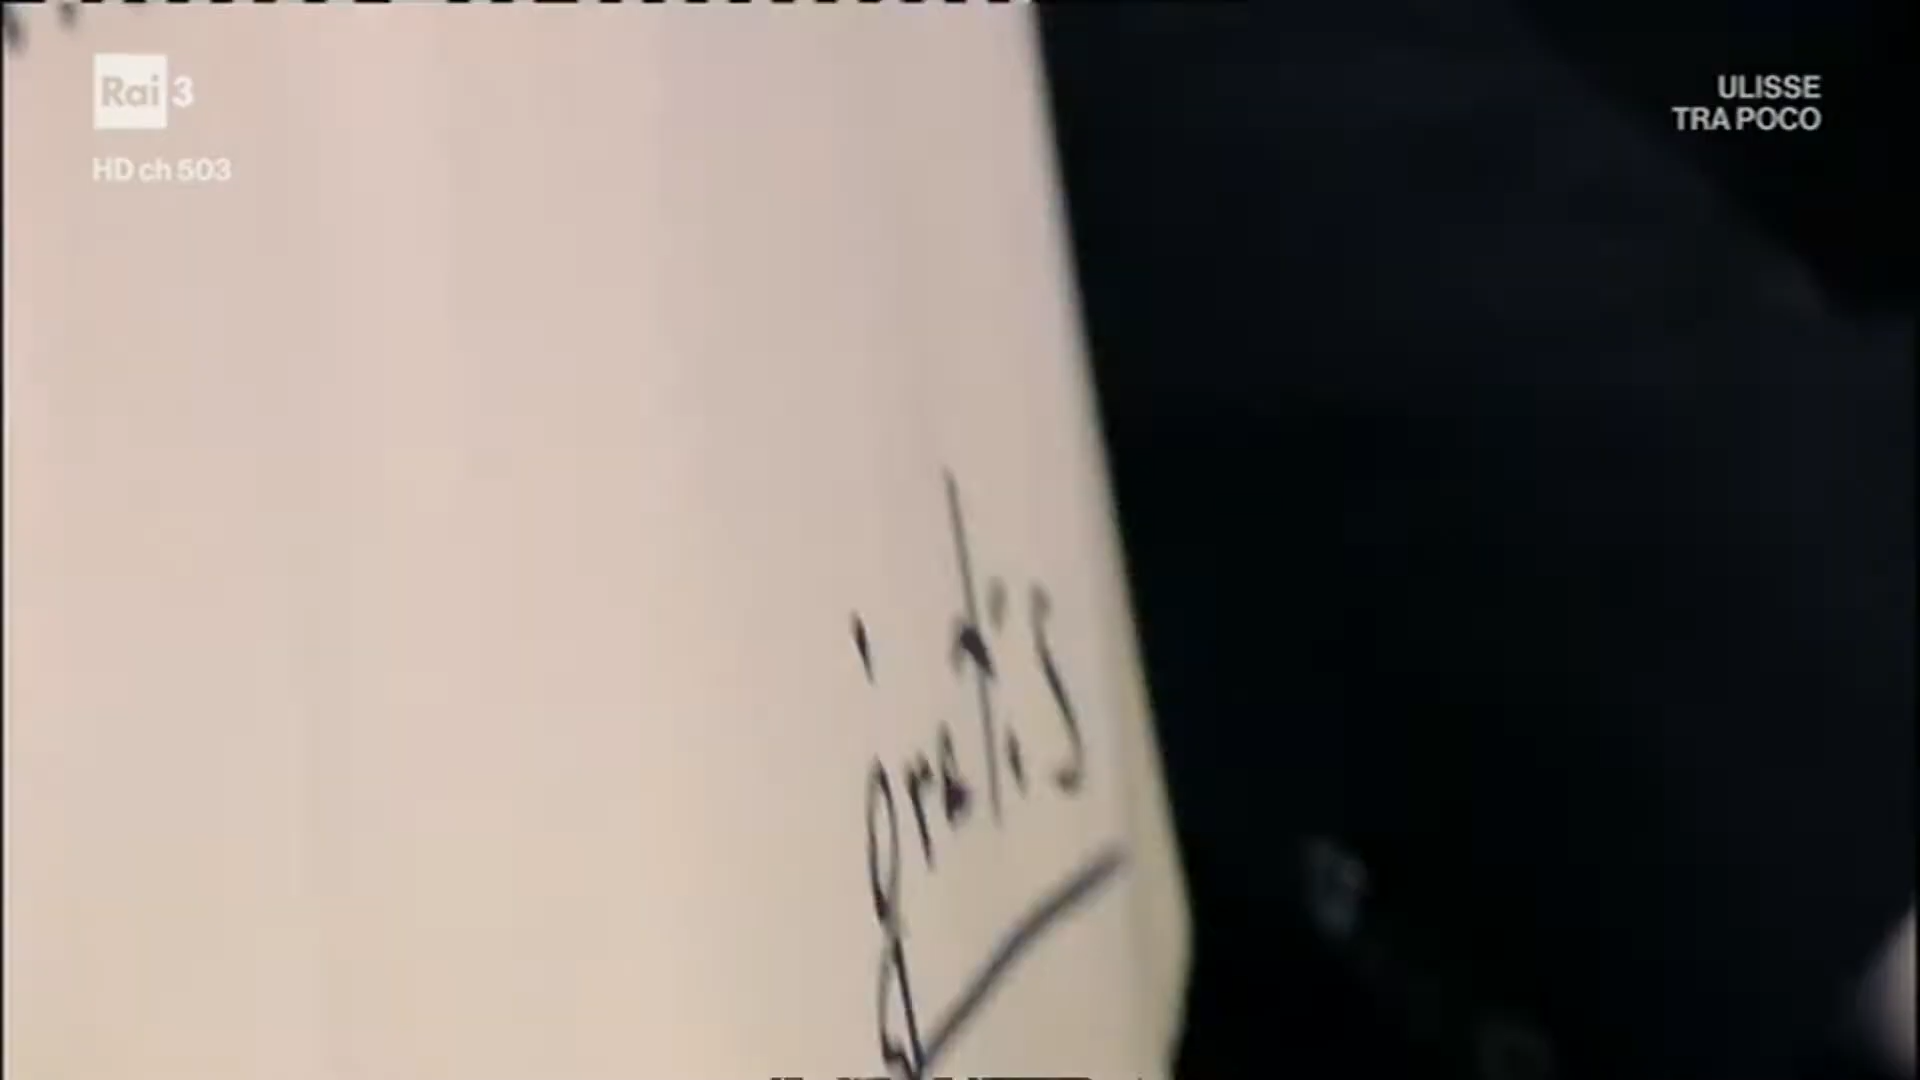 Rai 3
HD ch 503
ULISSE
TRA POCO
gratis